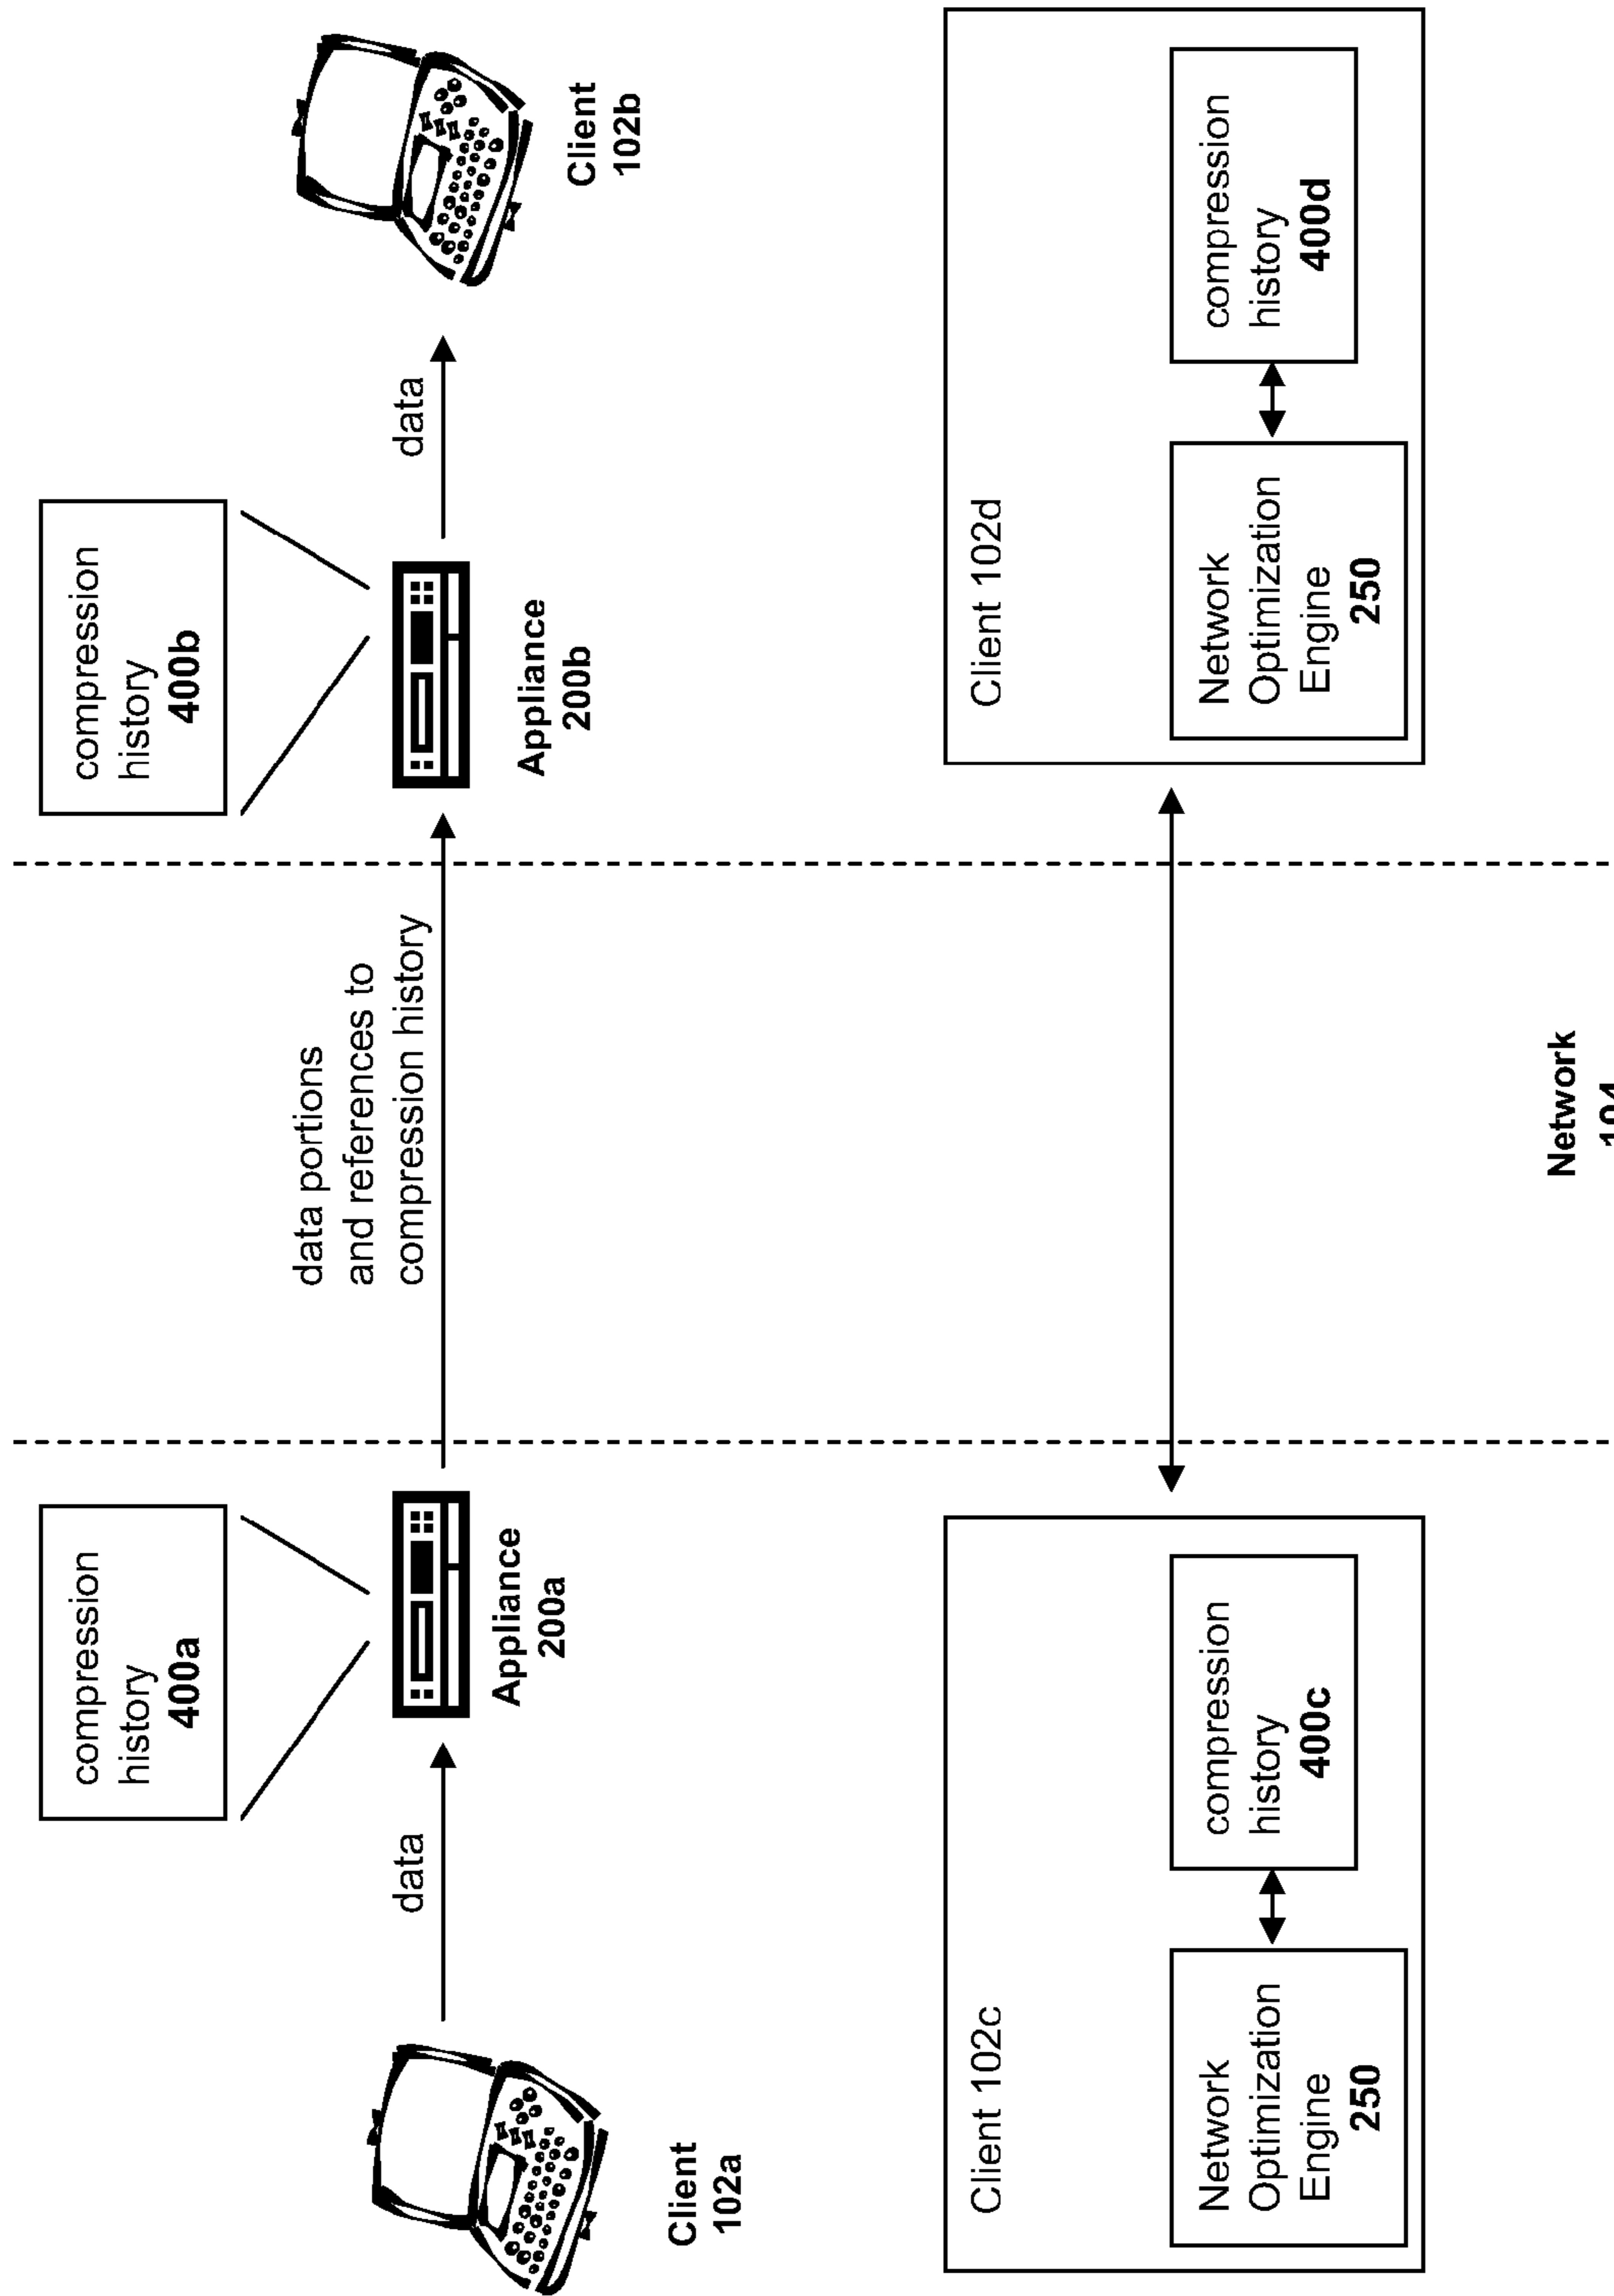 compression
history
400a
compression
history
400b
data
data portions
and references to
compression history
data
Client
102a
Appliance
200a
Appliance
200b
Client
102b
Client 102c
Network
Optimization
Engine
250
compression
history
400c
Client 102d
Network
Optimization
Engine
250
compression
history
400d
Network